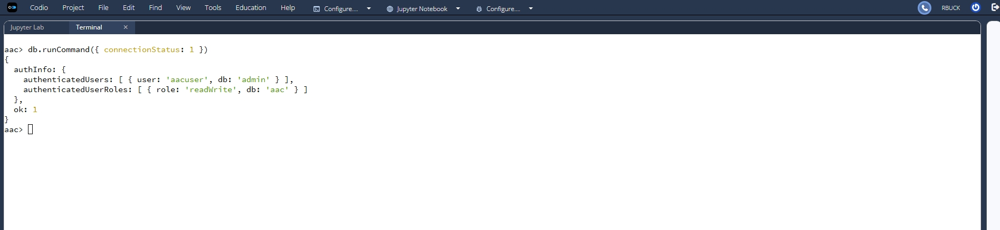 Codio Project File Edit Find View Tools Education Help Configure.... Jupyter Notebook Configure.... RBUCK
Jupyter Lab Terminal ×
aac> db.runCommand({ connectionStatus: 1 })
{
  authInfo: {
    authenticatedUsers: [ { user: 'aacuser', db: 'admin' } ],
    authenticatedUserRoles: [ { role: 'readWrite', db: 'aac' } ]
  },
  ok: 1
}
aac>